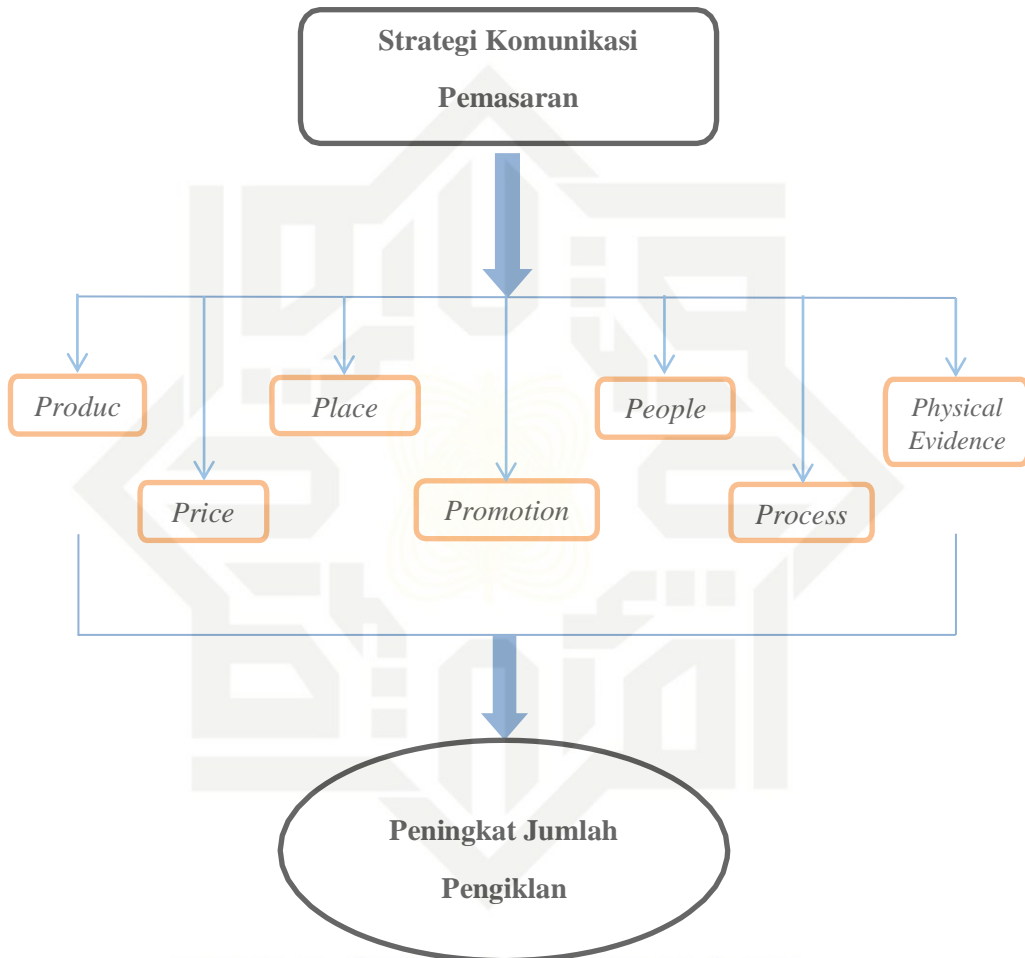 Strategi Komunikasi
Pemasaran
Produc
Place
People
Physical
Evidence
Price
Promotion
Process
Peningkat Jumlah
Pengiklan